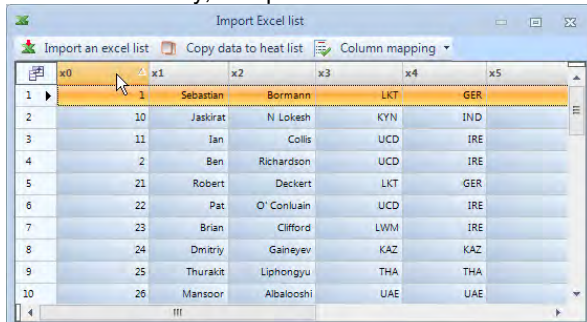 Import Excel list
Import an excel list Copy data to heat list Column mapping
x0 x1 x2 x3 x4 x5
1 1 Sebastian Bormann LKT GER
2 10 Jaskirat N Lokesh KYN IND
3 11 Ian Collis UCD IRE
4 2 Ben Richardson UCD IRE
5 21 Robert Deckert LKT GER
6 22 Pat O' Conluain UCD IRE
7 23 Brian Clifford LWM IRE
8 24 Dmitriy Gaineyev KAZ KAZ
9 25 Thurakit Liphongyu THA THA
10 26 Mansoor Albalooshi UAE UAE